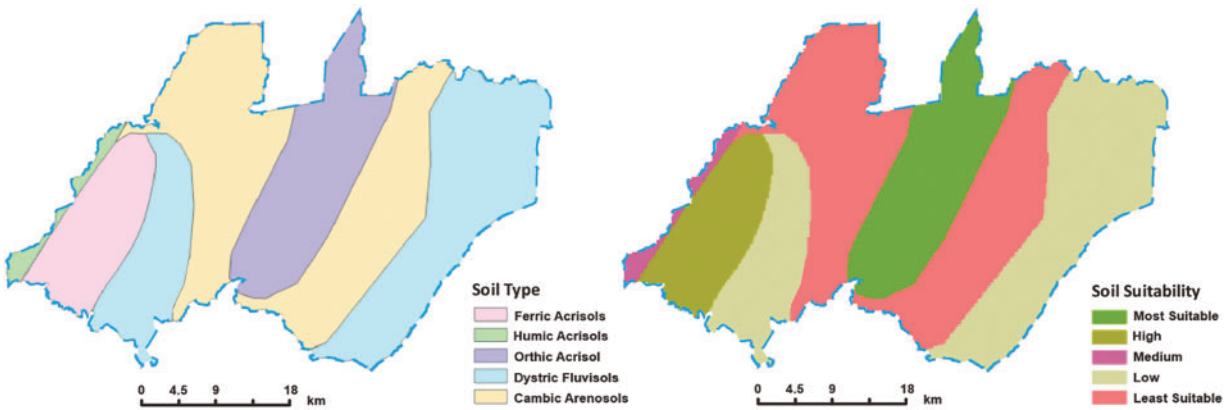 Soil Type
Ferric Acrisols
Humic Acrisols
Orthic Acrisol
Dystric Fluvisols
Cambic Arenosols
0 4.5 9 18
km
Soil Suitability
Most Suitable
High
Medium
Low
Least Suitable
0 4.5 9 18
km